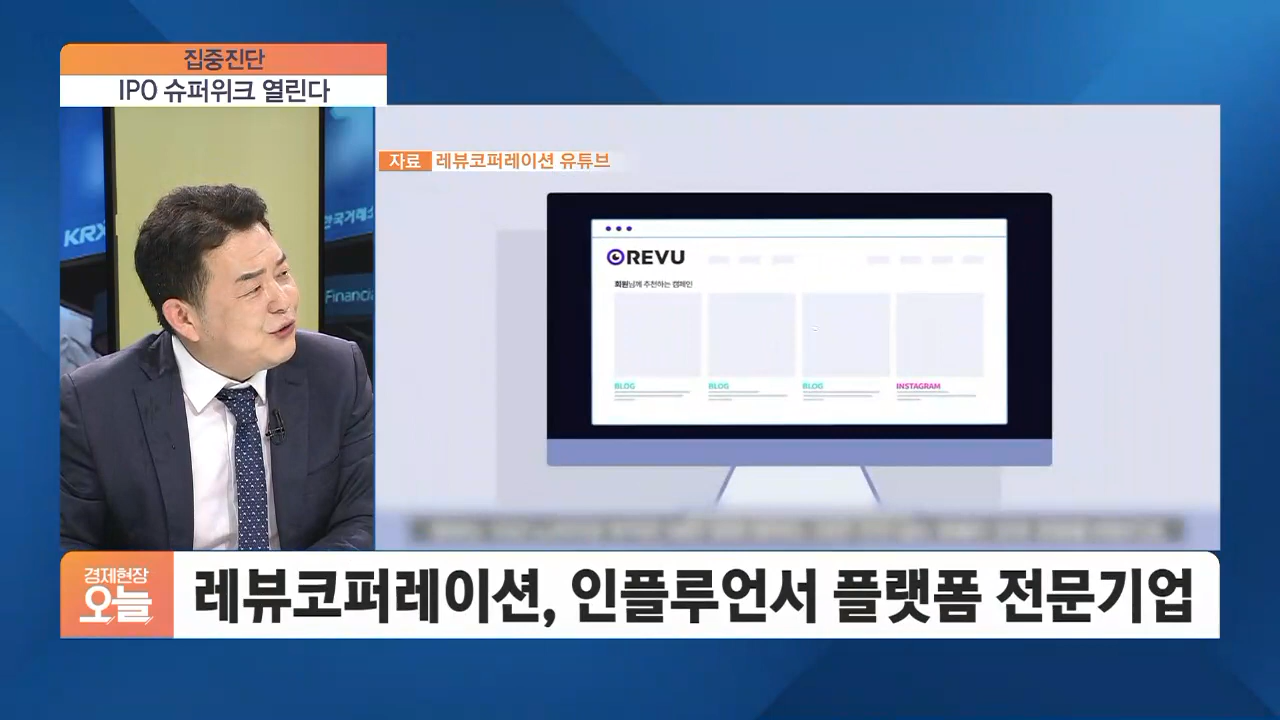 집중진단
IPO 슈퍼위크 열린다
자료 레뷰코퍼레이션 유튜브
KRX
한국거래소
Financial
REVU
회원님께 추천하는 캠페인
BLOG
BLOG
BLOG
INSTAGRAM
경제현장
오늘
레뷰코퍼레이션, 인플루언서 플랫폼 전문기업